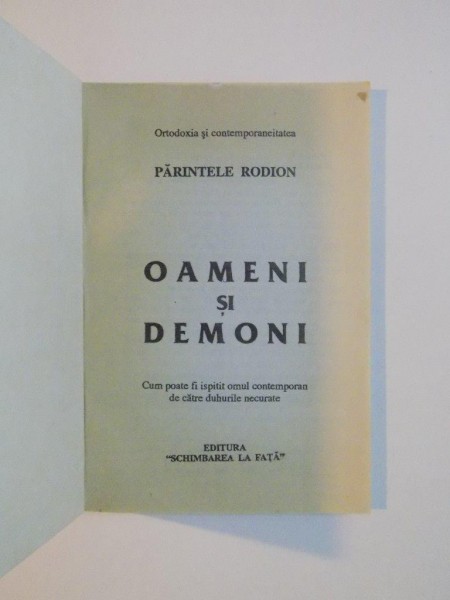 Ortodoxia şi contemporaneitatea
PĂRINTELE RODION
OAMENI
ŞI
DEMONI
Cum poate fi ispitit omul contemporan
de către duhurile necurate
EDITURA
"SCHIMBAREA LA FAŢĂ"